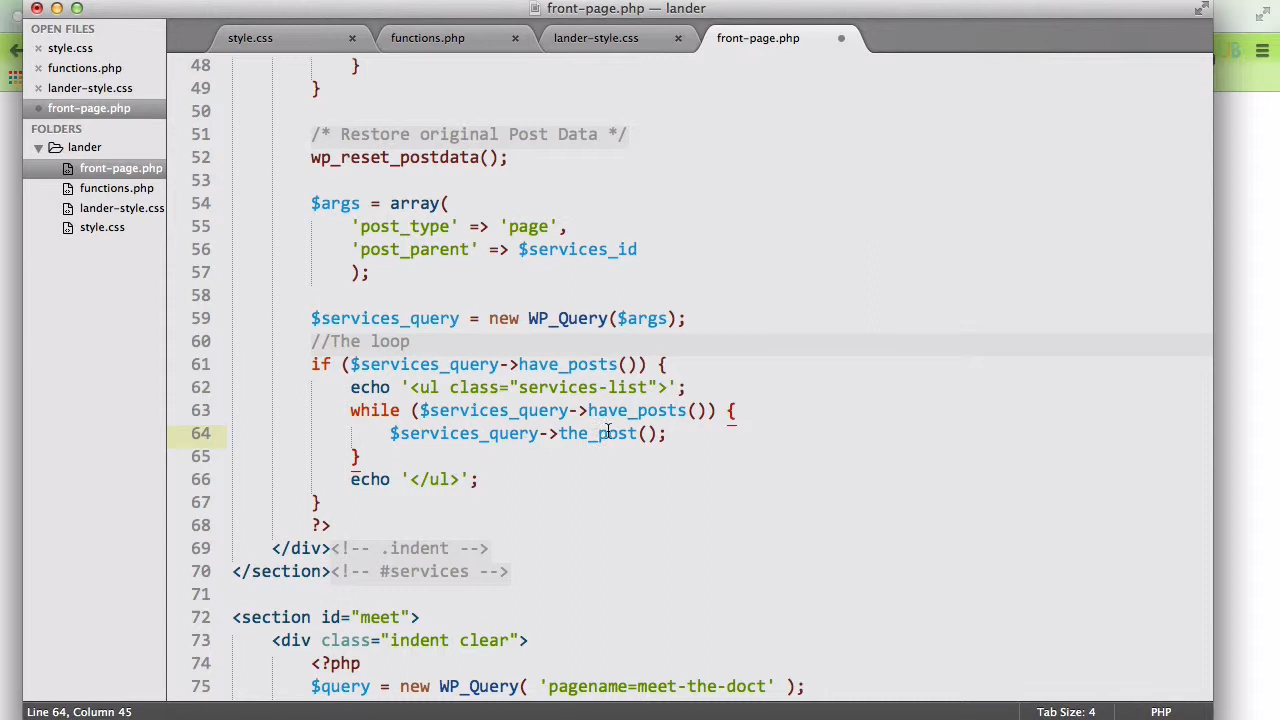 front-page.php — lander
OPEN FILES
style.css
functions.php
lander-style.css
front-page.php
FOLDERS
lander
front-page.php
functions.php
lander-style.css
style.css
style.css
functions.php
lander-style.css
front-page.php
48 }
49 }
50
51 /* Restore original Post Data */
52 wp_reset_postdata();
53
54 $args = array(
55 'post_type' => 'page',
56 'post_parent' => $services_id
57 );
58
59 $services_query = new WP_Query($args);
60 //The loop
61 if ($services_query->have_posts()) {
62 echo '<ul class="services-list">';
63 while ($services_query->have_posts()) {
64 $services_query->the_post();
65 }
66 echo '</ul>';
67 }
68 ?>
69 </div><!-- .indent -->
70 </section><!-- #services -->
71
72 <section id="meet">
73 <div class="indent clear">
74 <?php
75 $query = new WP_Query( 'pagename=meet-the-doct' );
Line 64, Column 45
Tab Size: 4
PHP